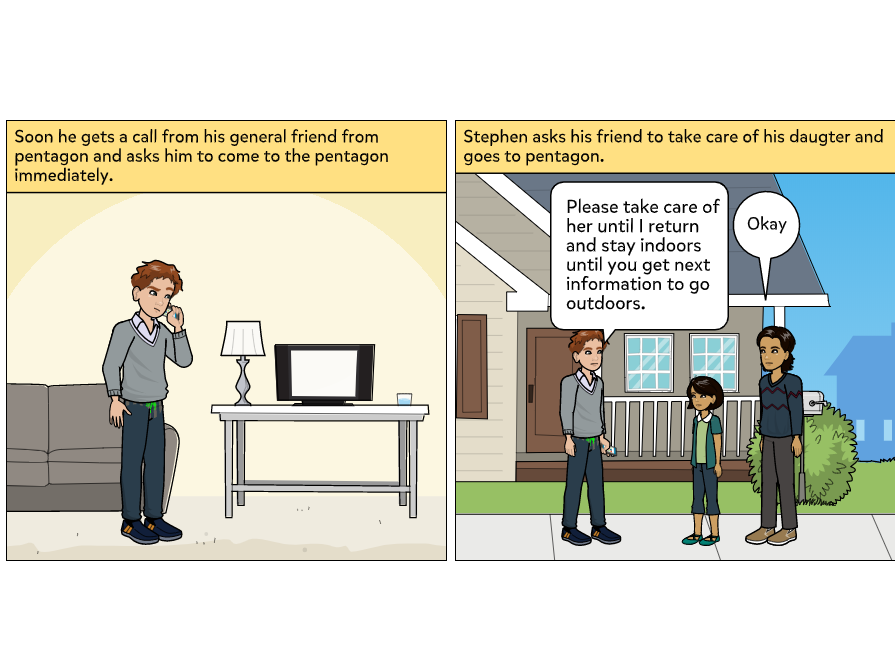 Soon he gets a call from his general friend from
pentagon and asks him to come to the pentagon
immediately.
Stephen asks his friend to take care of his daugter and
goes to pentagon.
Please take care of
her until I return
and stay indoors
until you get next
information to go
outdoors.
Okay